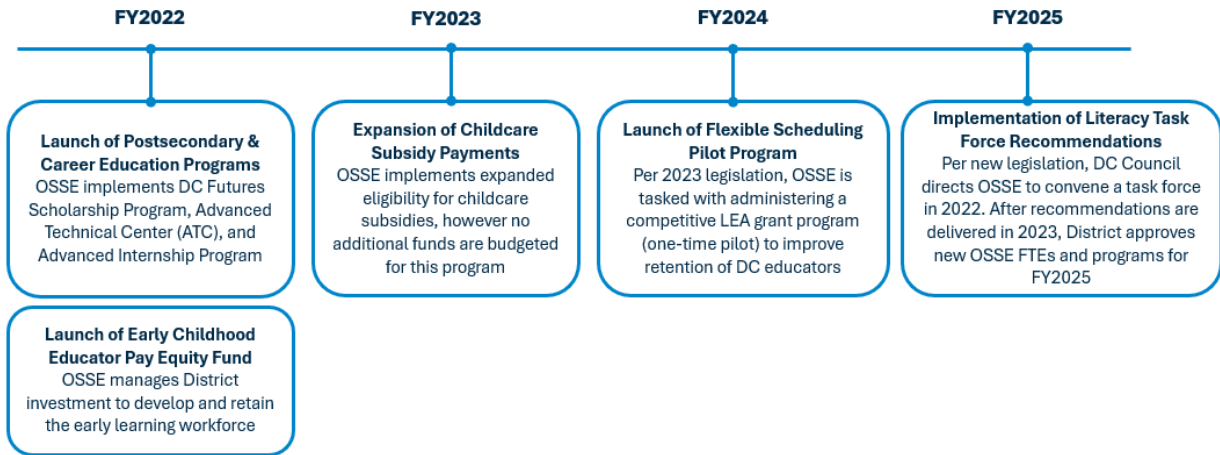 FY2022
FY2023
FY2024
FY2025
Launch of Postsecondary &
Career Education Programs
OSSE implements DC Futures
Scholarship Program, Advanced
Technical Center (ATC), and
Advanced Internship Program
Launch of Early Childhood
Educator Pay Equity Fund
OSSE manages District
investment to develop and retain
the early learning workforce
Expansion of Childcare
Subsidy Payments
OSSE implements expanded
eligibility for childcare
subsidies, however no
additional funds are budgeted
for this program
Launch of Flexible Scheduling
Pilot Program
Per 2023 legislation, OSSE is
tasked with administering a
competitive LEA grant program
(one-time pilot) to improve
retention of DC educators
Implementation of Literacy Task
Force Recommendations
Per new legislation, DC Council
directs OSSE to convene a task force
in 2022. After recommendations are
delivered in 2023, District approves
new OSSE FTEs and programs for
FY2025